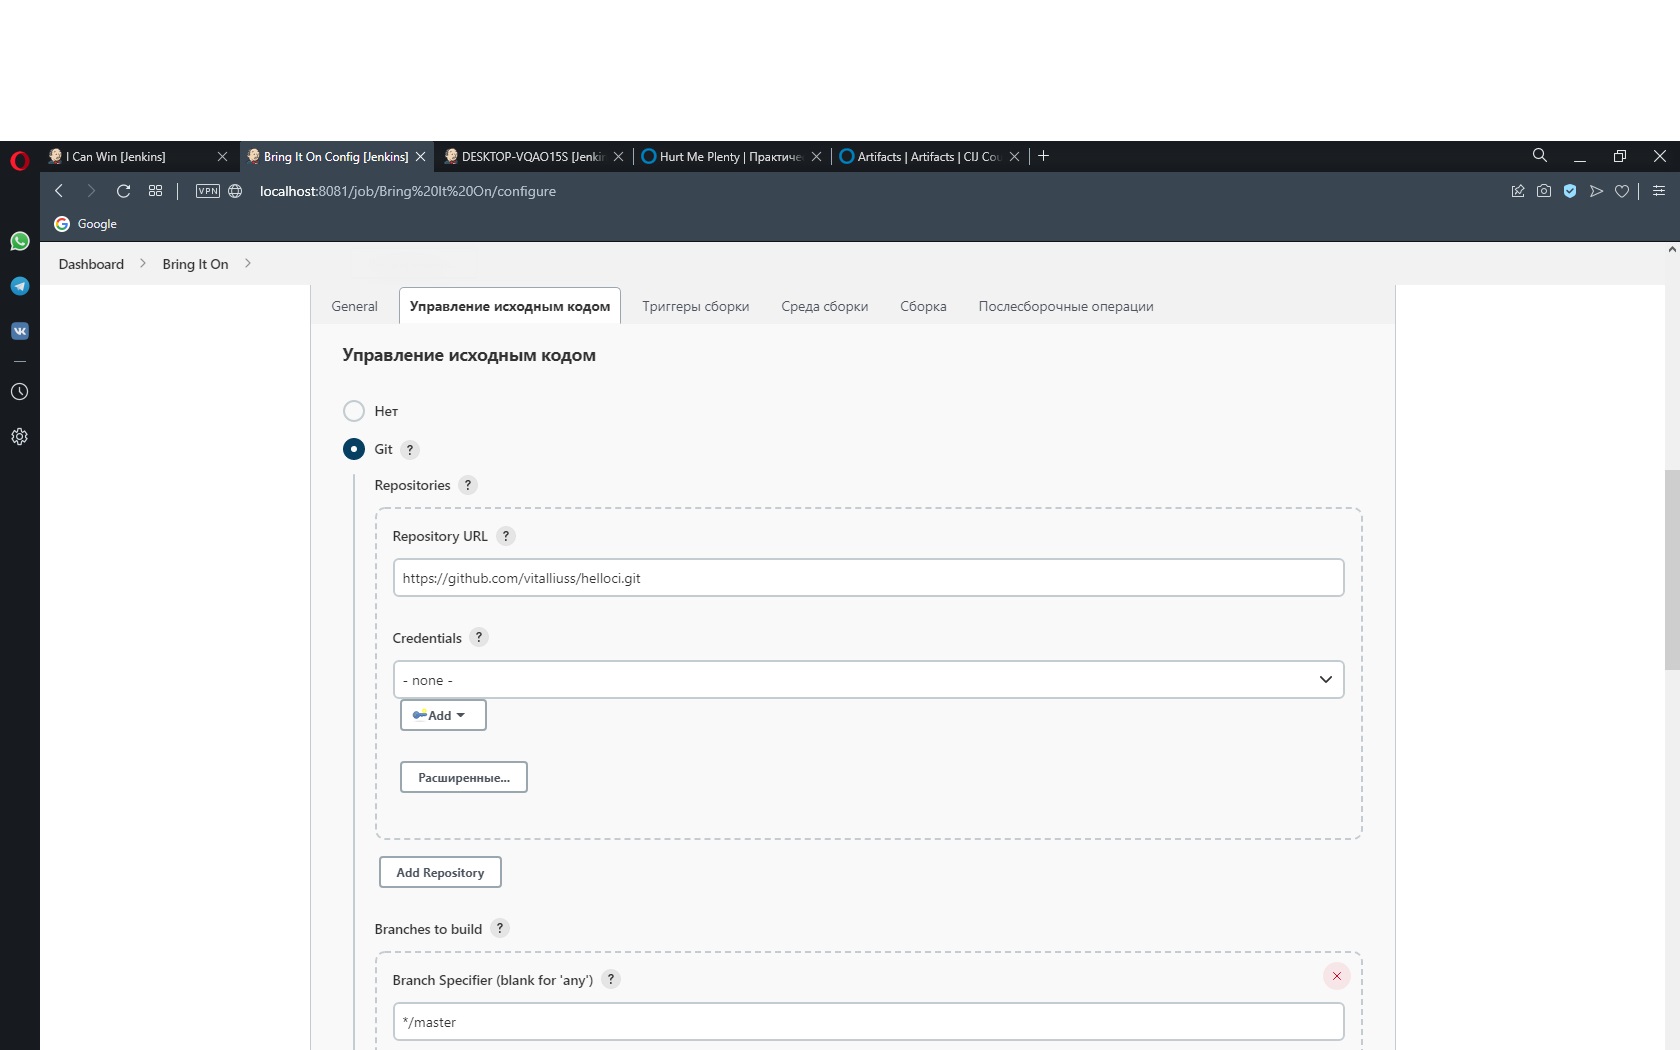 I Can Win [Jenkins]
Bring It On Config [Jenkins]
DESKTOP-VQAO15S [Jenki
Hurt Me Plenty | Практиче
Artifacts | Artifacts | CIJ Cou
VPN
localhost:8081/job/Bring%20It%20On/configure
Google
Dashboard
Bring It On
General
Управление исходным кодом
Триггеры сборки
Среда сборки
Сборка
Послесборочные операции
Управление исходным кодом
Нет
Git ?
Repositories ?
Repository URL ?
https://github.com/vitalliuss/helloci.git
Credentials ?
- none -
Add
Расширенные...
Add Repository
Branches to build ?
Branch Specifier (blank for 'any') ?
*/master